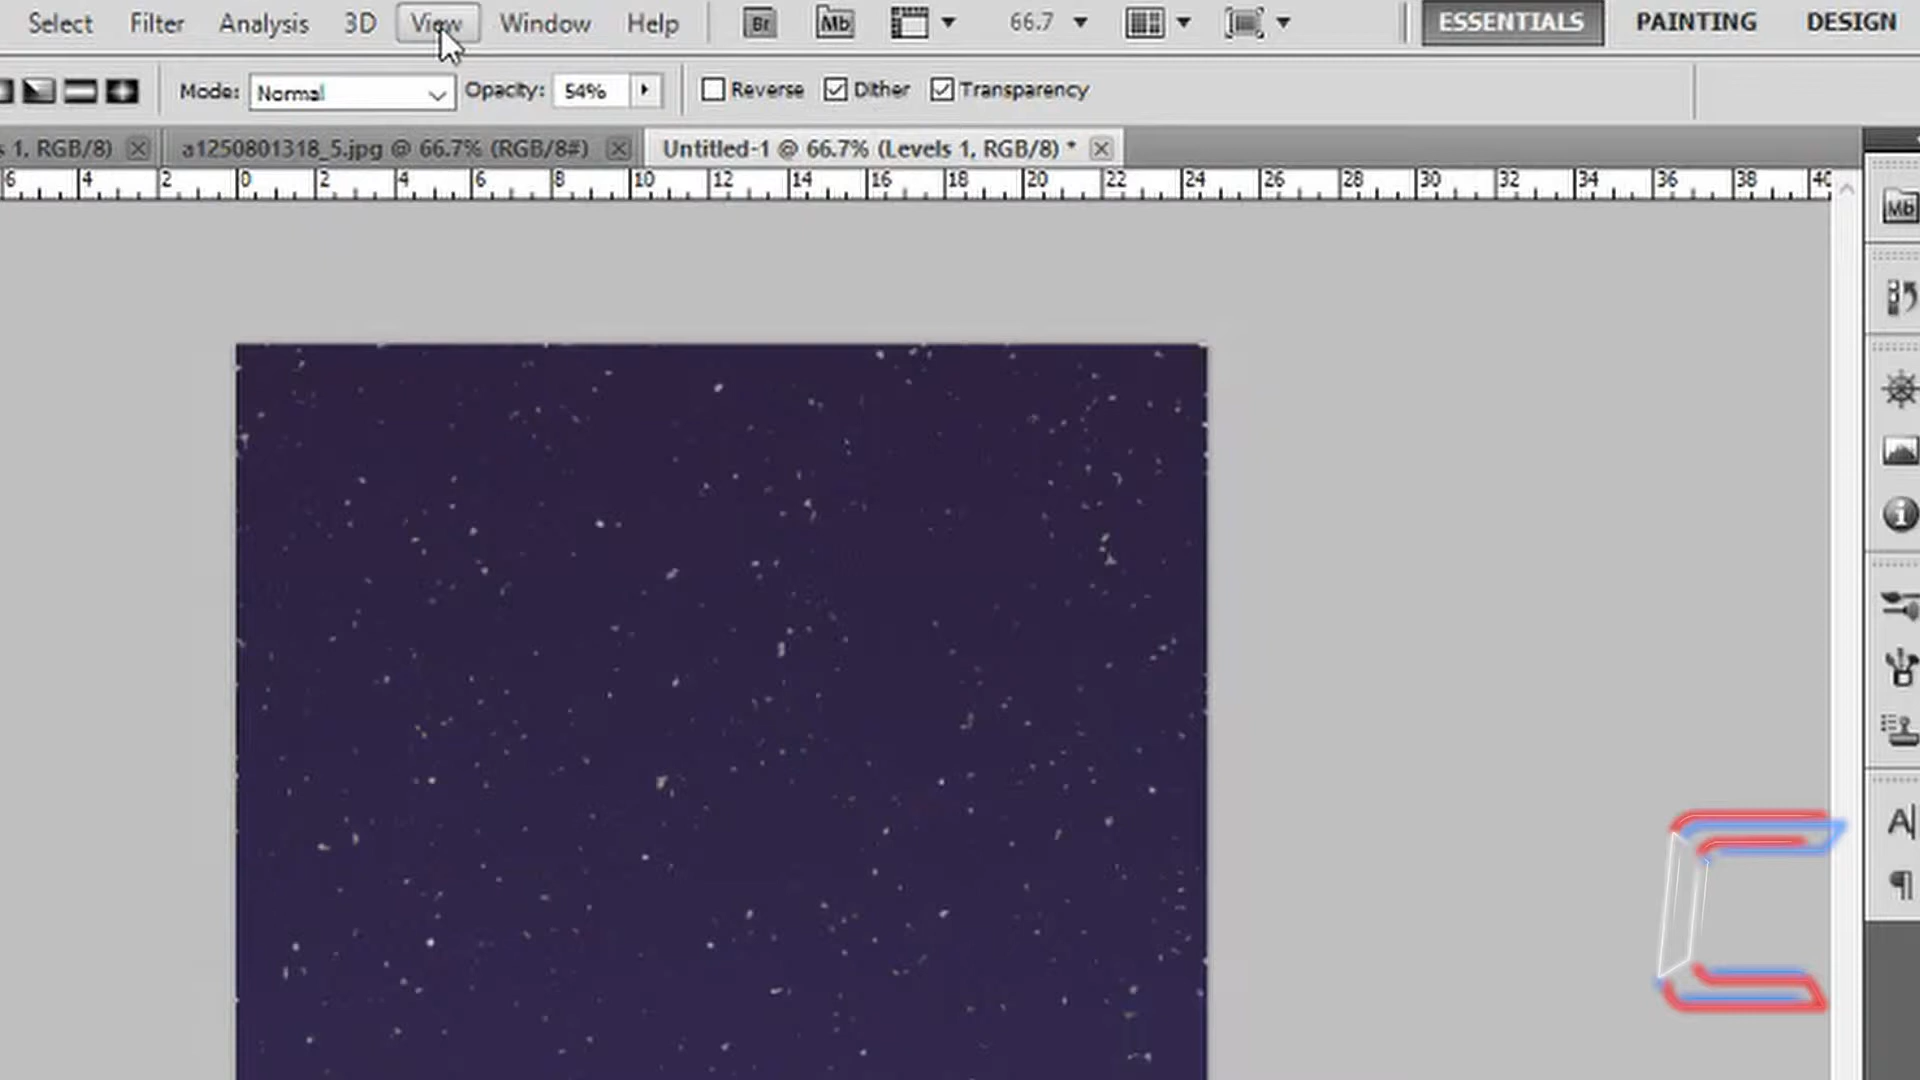 Select Filter Analysis 3D View Window Help Br Mb 66.7 ESSENTIALS PAINTING DESIGN
Mode: Normal Opacity: 54% Reverse Dither Transparency
s 1, RGB/8) a1250801318_5.jpg @ 66.7% (RGB/8#) Untitled-1 @ 66.7% (Levels 1, RGB/8) *
6 4 2 0 2 4 6 8 10 12 14 16 18 20 22 24 26 28 30 32 34 36 38 40
Mb
A
¶